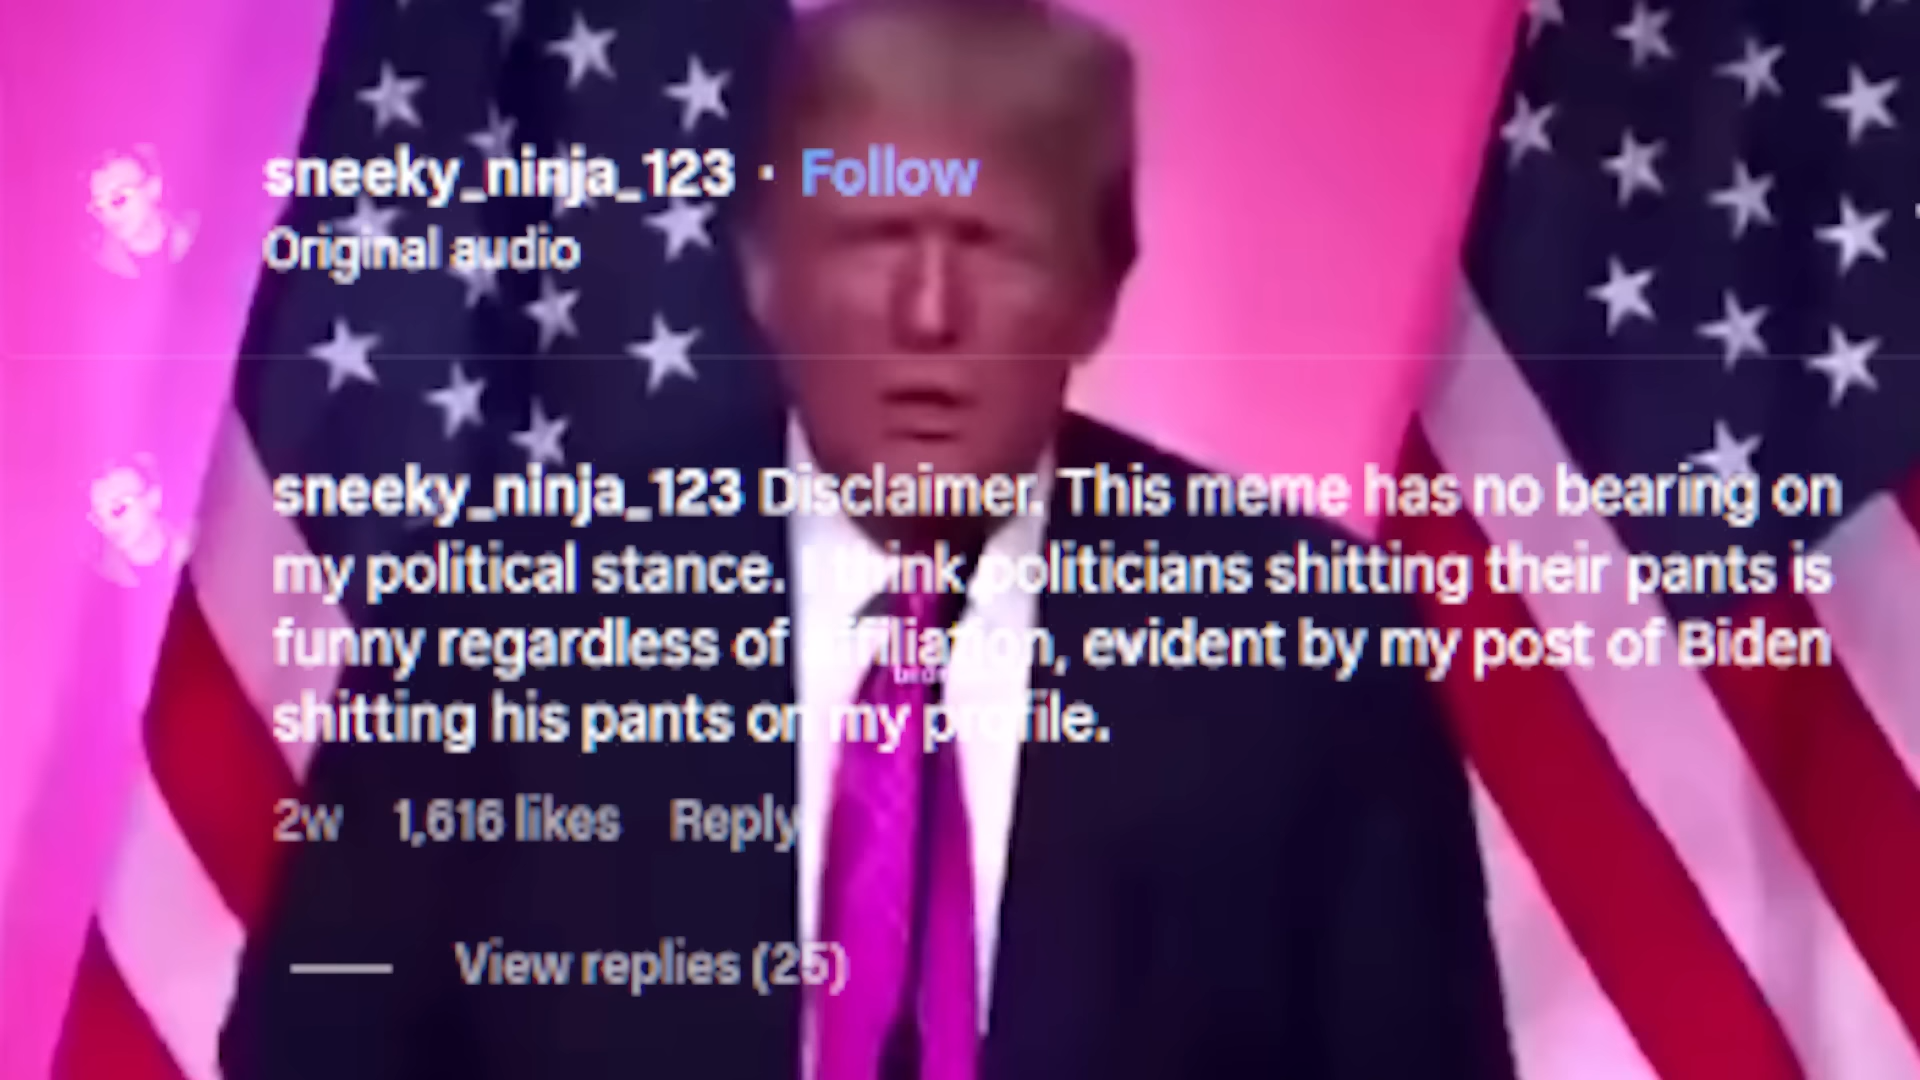 sneeky_ninja_123 · Follow
Original audio
sneeky_ninja_123 Disclaimer. This meme has no bearing on
my political stance. I think politicians shitting their pants is
funny regardless of affiliation, evident by my post of Biden
shitting his pants on my profile.
2w 1,616 likes Reply
View replies (25)